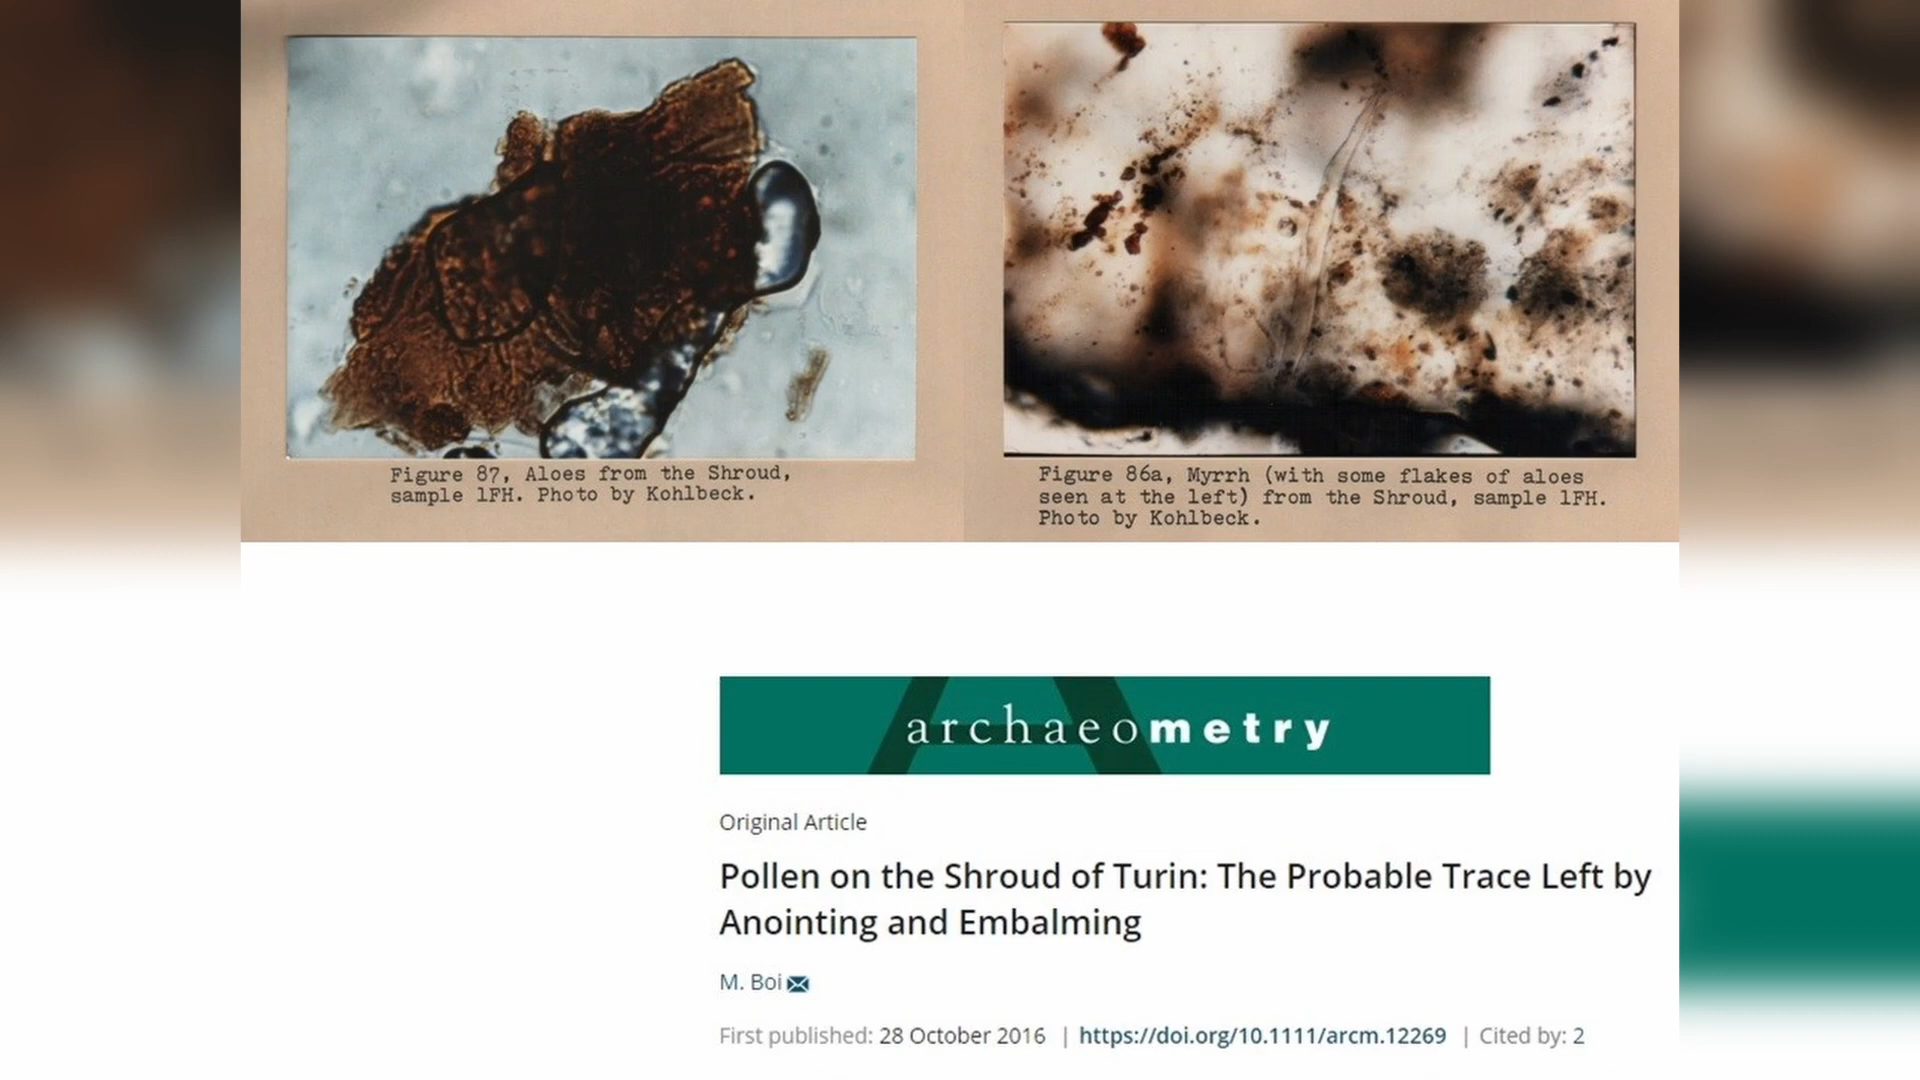 Figure 87, Aloes from the Shroud,
sample 1FH. Photo by Kohlbeck.
Figure 86a, Myrrh (with some flakes of aloes
seen at the left) from the Shroud, sample 1FH.
Photo by Kohlbeck.
archaeometry
Original Article
Pollen on the Shroud of Turin: The Probable Trace Left by
Anointing and Embalming
M. Boi
First published: 28 October 2016 | https://doi.org/10.1111/arcm.12269 | Cited by: 2